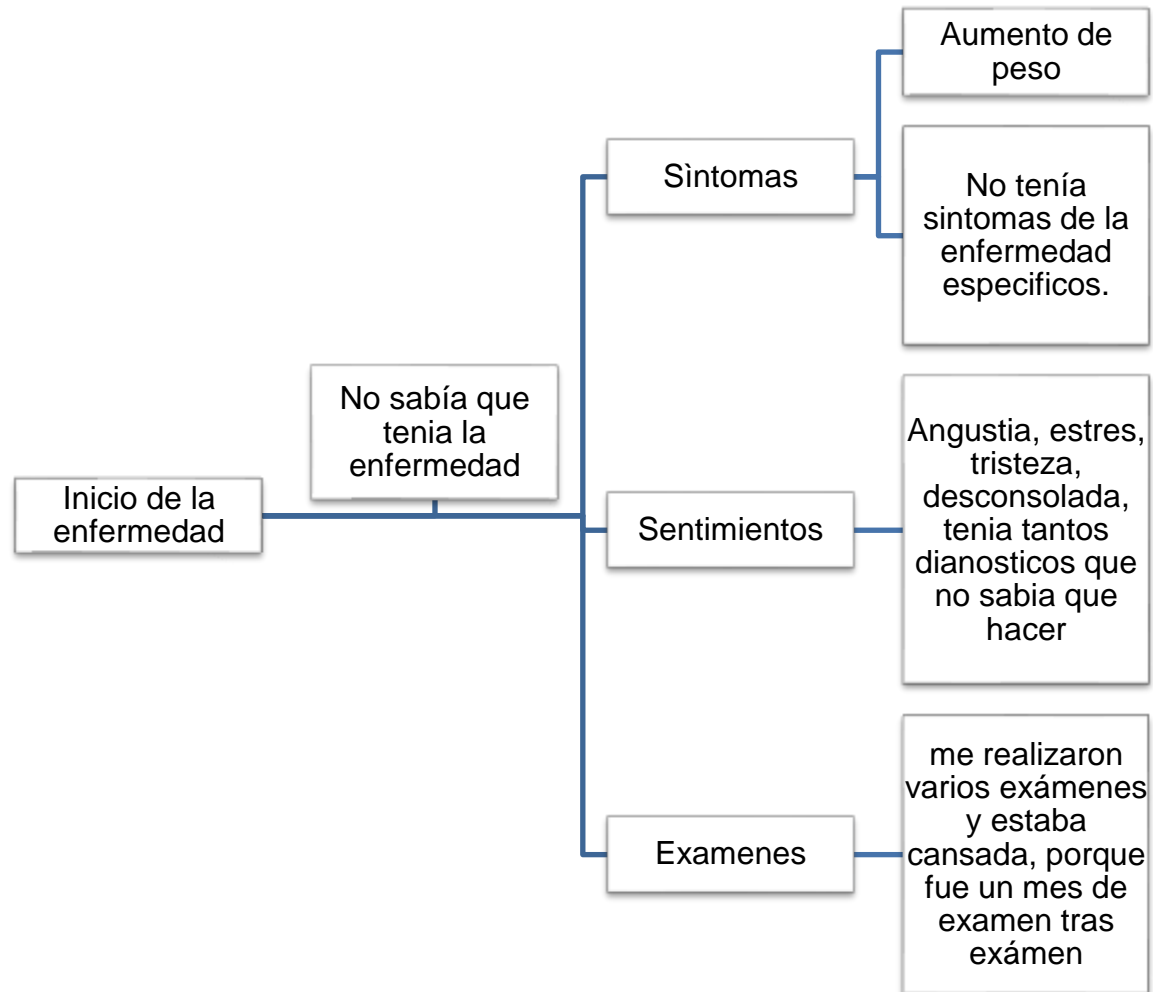 Inicio de la
enfermedad
No sabía que
tenia la
enfermedad
Sìntomas
Aumento de
peso
No tenía
sintomas de la
enfermedad
especificos.
Sentimientos
Angustia, estres,
tristeza,
desconsolada,
tenia tantos
dianosticos que
no sabia que
hacer
Examenes
me realizaron
varios exámenes
y estaba
cansada, porque
fue un mes de
examen tras
exámen